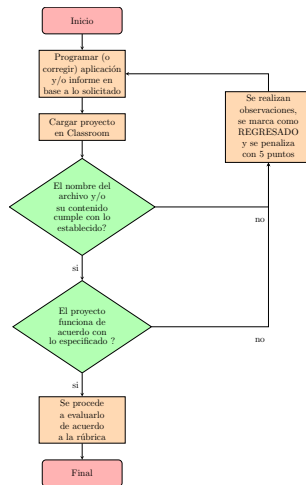 Inicio
Programar (o
corregir) aplicación
y/o informe en
base a lo solicitado
Cargar proyecto
en Classroom
Se realizan
observaciones,
se marca como
REGRESADO
y se penaliza
con 5 puntos
El nombre del
archivo y/o
su contenido
cumple con lo
establecido?
no
si
El proyecto
funciona de
acuerdo con
lo especificado ?
no
si
Se procede
a evaluarlo
de acuerdo
a la rúbrica
Final